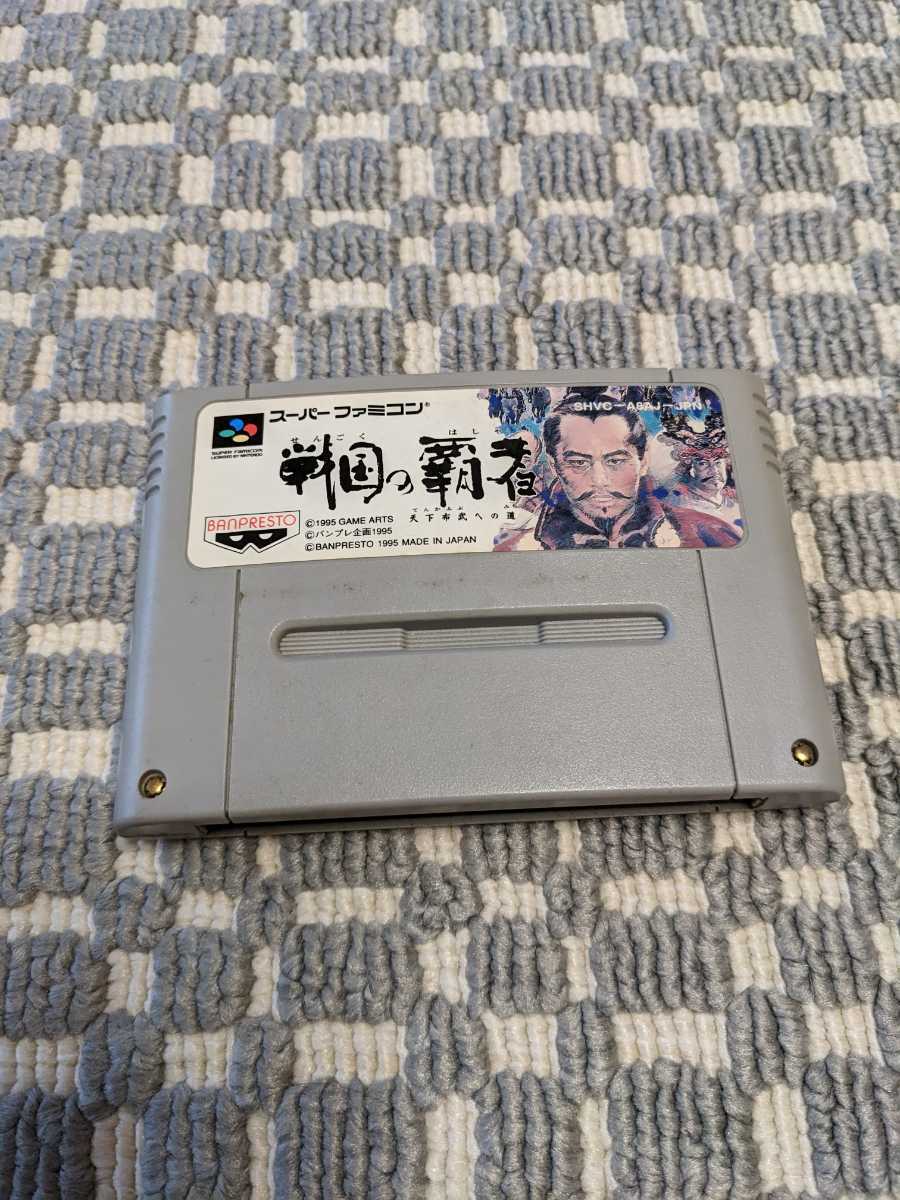 スーパーファミコン®
SHVC-A9AJ-JPN
SUPER FAMICOM
LICENSED BY NINTENDO
せんごく はしゃ
戦国の覇者
てんかふぶ みち
天下布武への道
BANPRESTO
©1995 GAME ARTS
©バンプレ企画1995
©BANPRESTO 1995 MADE IN JAPAN